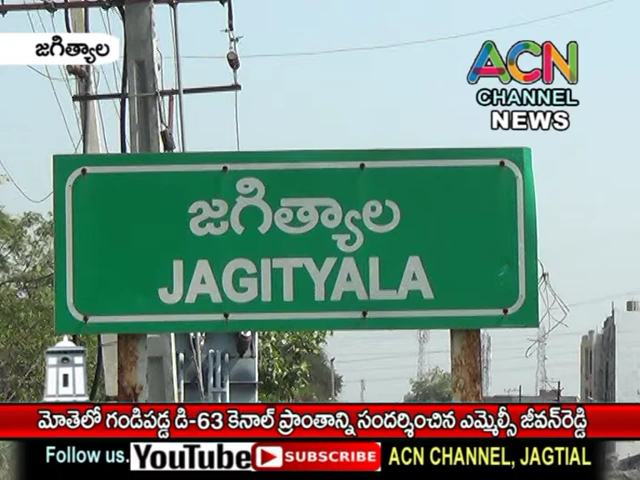 జగిత్యాల
ACN
CHANNEL
NEWS
జగిత్యాల
JAGITYALA
మోతెలో గండిపడ్డ డి-63 కెనాల్ ప్రాంతాన్ని సందర్శించిన ఎమ్మెల్సీ జీవన్‌రెడ్డి
Follow us. YouTube SUBSCRIBE ACN CHANNEL, JAGTIAL